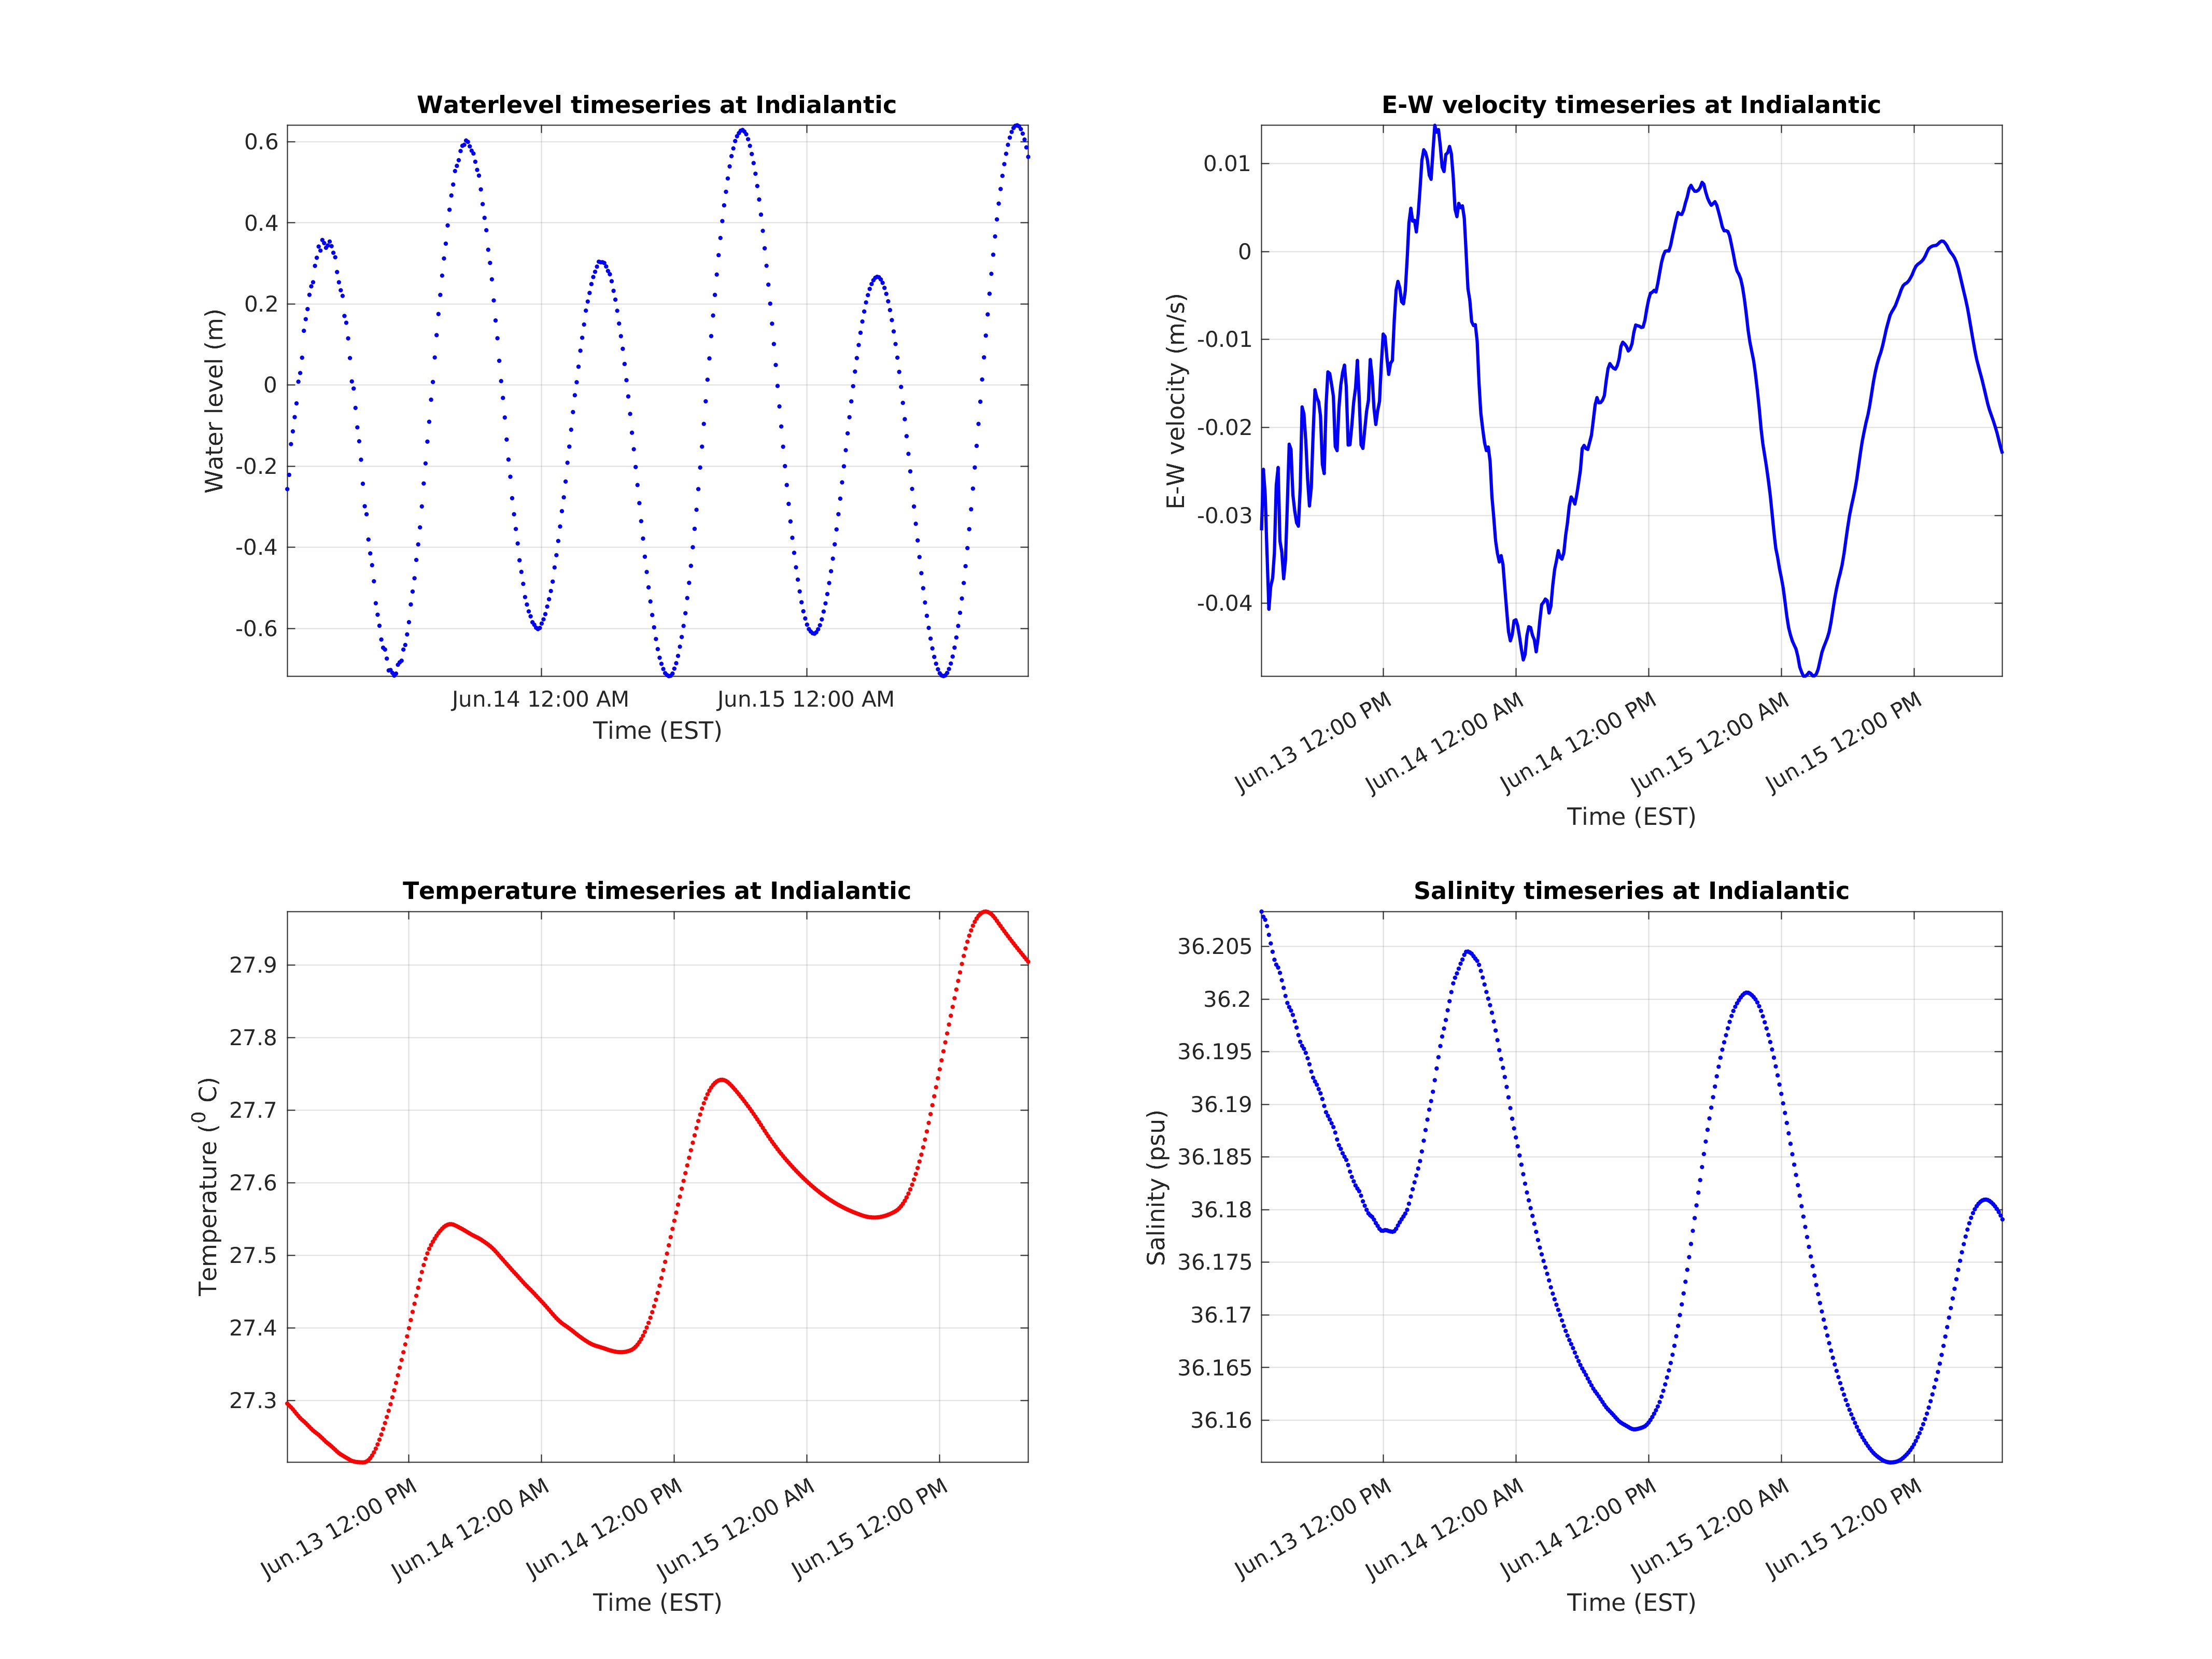 Waterlevel timeseries at Indialantic
0.6
0.4
0.2
0
-0.2
-0.4
-0.6
Water level (m)
Jun.14 12:00 AM
Jun.15 12:00 AM
Time (EST)
E-W velocity timeseries at Indialantic
0.01
0
-0.01
-0.02
-0.03
-0.04
E-W velocity (m/s)
Jun.13 12:00 PM
Jun.14 12:00 AM
Jun.14 12:00 PM
Jun.15 12:00 AM
Jun.15 12:00 PM
Time (EST)
Temperature timeseries at Indialantic
27.9
27.8
27.7
27.6
27.5
27.4
27.3
Temperature (⁰ C)
Jun.13 12:00 PM
Jun.14 12:00 AM
Jun.14 12:00 PM
Jun.15 12:00 AM
Jun.15 12:00 PM
Time (EST)
Salinity timeseries at Indialantic
36.205
36.2
36.195
36.19
36.185
36.18
36.175
36.17
36.165
36.16
Salinity (psu)
Jun.13 12:00 PM
Jun.14 12:00 AM
Jun.14 12:00 PM
Jun.15 12:00 AM
Jun.15 12:00 PM
Time (EST)